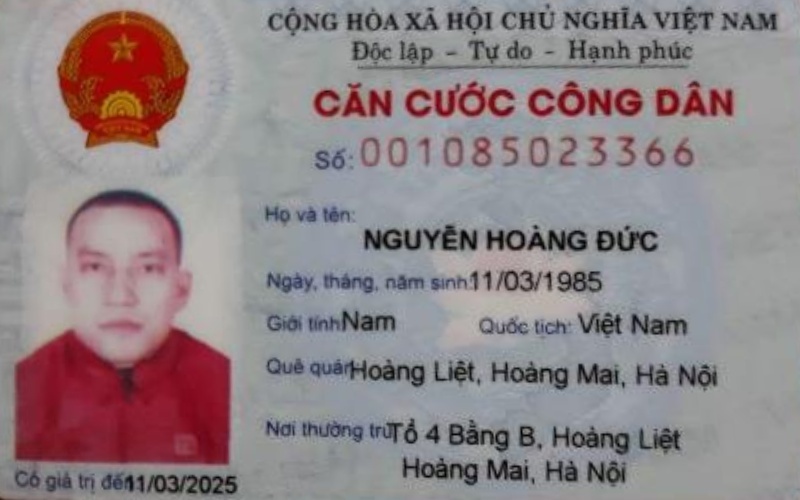 CỘNG HÒA XÃ HỘI CHỦ NGHĨA VIỆT NAM
Độc lập - Tự do - Hạnh phúc
CĂN CƯỚC CÔNG DÂN
Số: 001085023366
Họ và tên:
NGUYỄN HOÀNG ĐỨC
Ngày, tháng, năm sinh: 11/03/1985
Giới tính: Nam Quốc tịch: Việt Nam
Quê quán: Hoàng Liệt, Hoàng Mai, Hà Nội
Nơi thường trú: Tổ 4 Bằng B, Hoàng Liệt
Hoàng Mai, Hà Nội
Có giá trị đến: 11/03/2025